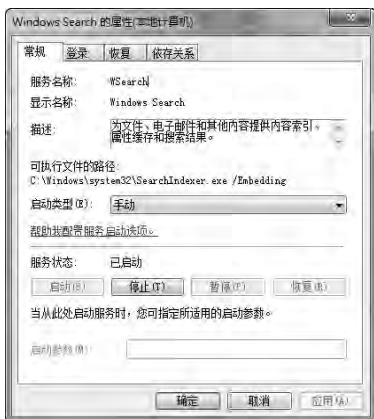 Windows Search 的属性(本地计算机)
常规 登录 恢复 依存关系
服务名称: WSearch
显示名称: Windows Search
描述: 为文件、电子邮件和其他内容提供内容索引、
属性缓存和搜索结果。
可执行文件的路径:
C:\Windows\system32\SearchIndexer.exe /Embedding
启动类型(E): 手动
帮助我配置服务启动选项。
服务状态: 已启动
启动(S) 停止(T) 暂停(P) 恢复(R)
当从此处启动服务时，您可指定所适用的启动参数。
启动参数(M):
确定 取消 应用(A)